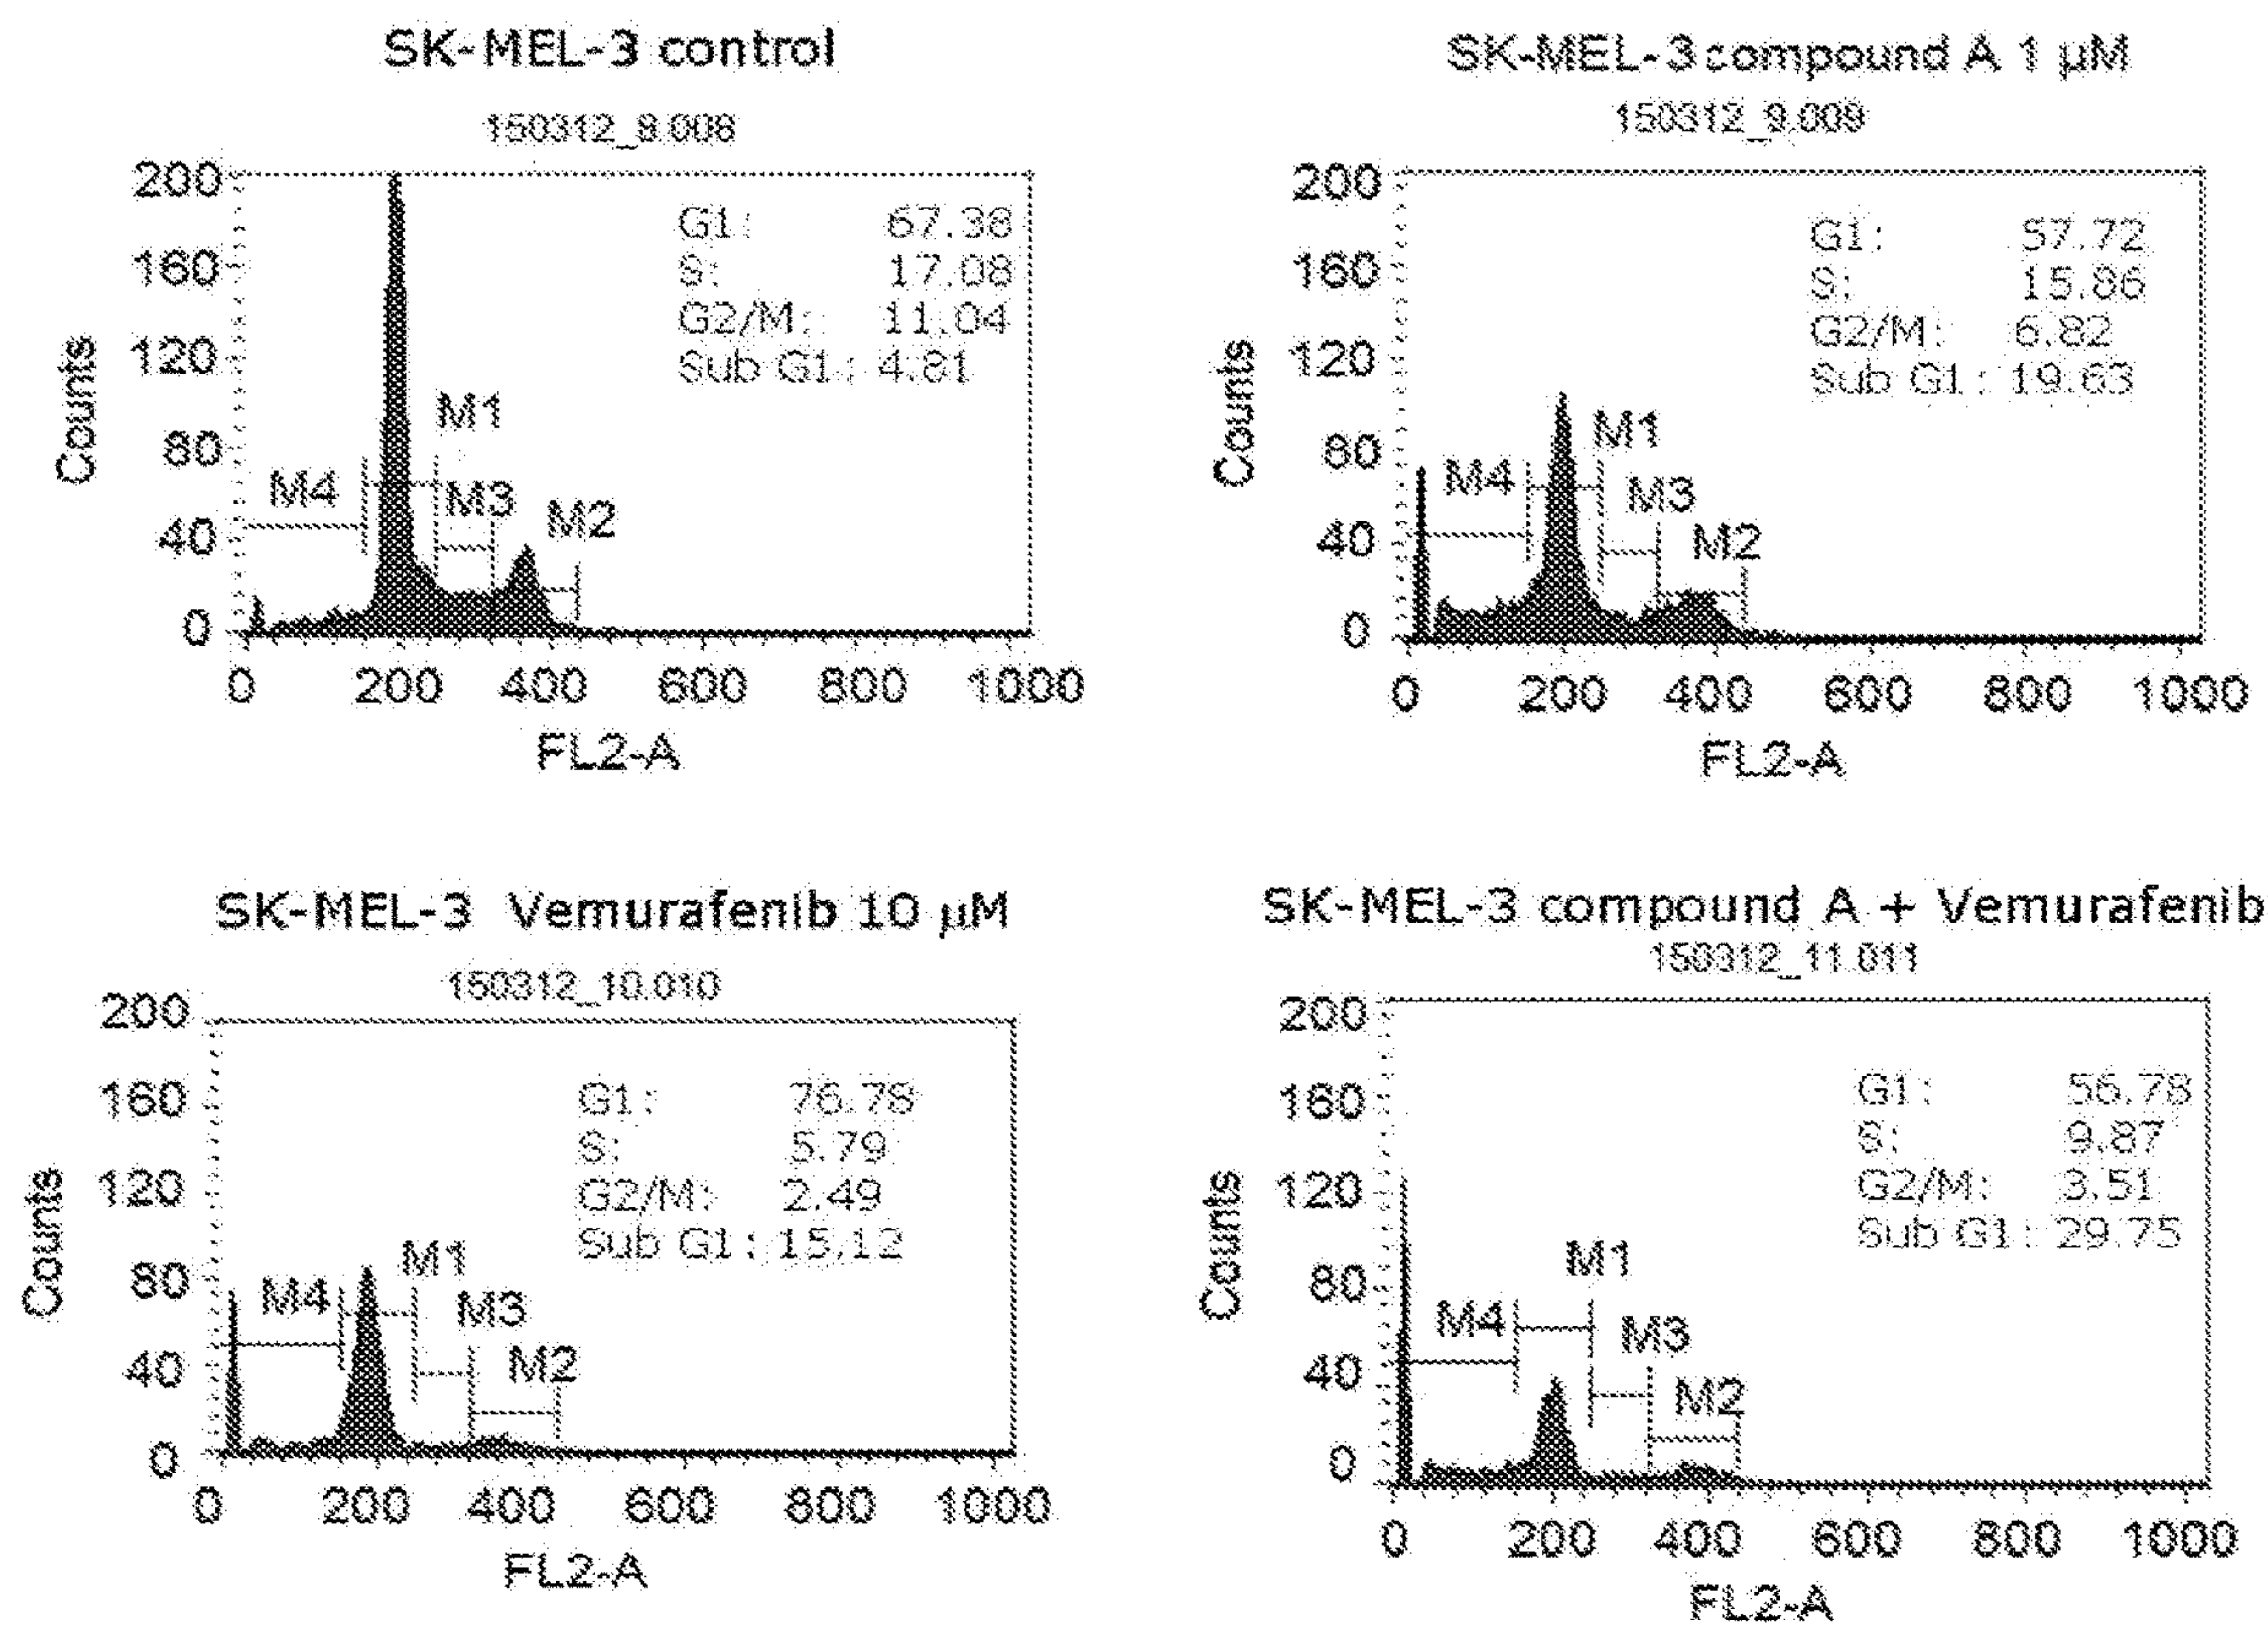 SK-MEL-3 control
150312_8.008
200
160
120
80
40
0
Counts
G1: 67.38
S: 17.08
G2/M: 11.04
Sub G1: 4.81
M1
M4
M3
M2
0 200 400 600 800 1000
FL2-A
SK-MEL-3 compound A 1 μM
150312_9.009
200
160
120
80
40
0
Counts
G1: 57.72
S: 15.86
G2/M: 6.82
Sub G1: 19.63
M1
M4
M3
M2
0 200 400 600 800 1000
FL2-A
SK-MEL-3 Vemurafenib 10 μM
150312_10.010
200
160
120
80
40
0
Counts
G1: 76.78
S: 5.79
G2/M: 2.49
Sub G1: 15.12
M1
M4
M3
M2
0 200 400 600 800 1000
FL2-A
SK-MEL-3 compound A + Vemurafenib
150312_11.011
200
160
120
80
40
0
Counts
G1: 56.78
S: 9.87
G2/M: 3.51
Sub G1: 29.75
M1
M4
M3
M2
0 200 400 600 800 1000
FL2-A